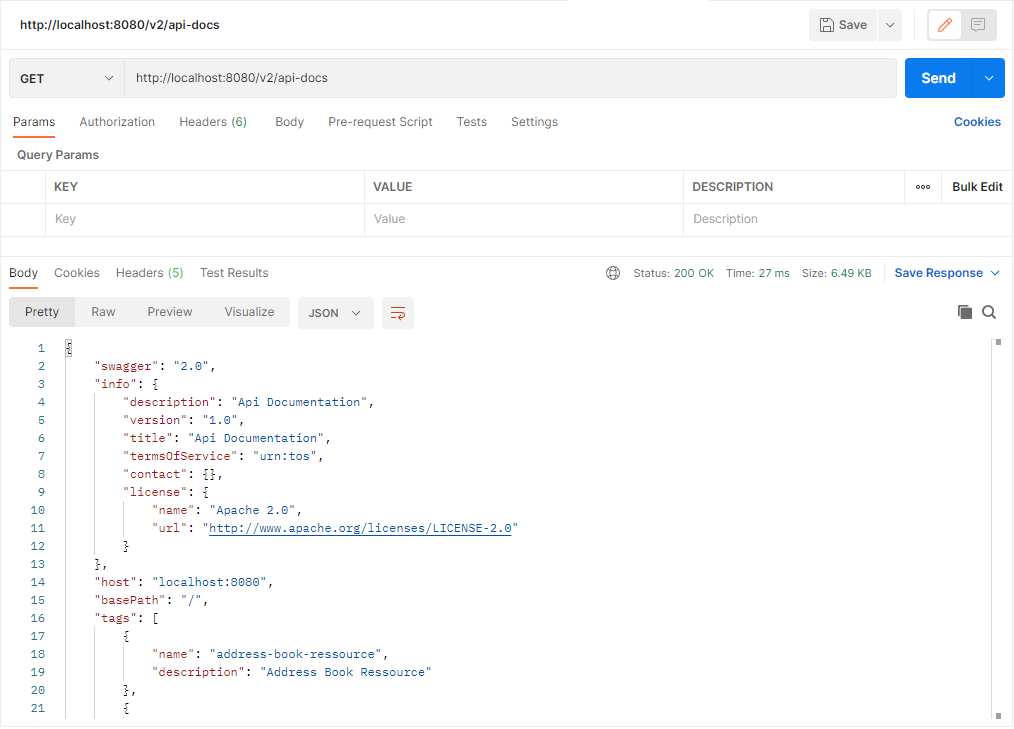 http://localhost:8080/v2/api-docs Save
GET http://localhost:8080/v2/api-docs Send
Params Authorization Headers (6) Body Pre-request Script Tests Settings Cookies
Query Params
KEY VALUE DESCRIPTION ooo Bulk Edit
Key Value Description
Body Cookies Headers (5) Test Results Status: 200 OK Time: 27 ms Size: 6.49 KB Save Response
Pretty Raw Preview Visualize JSON
1 {
2 "swagger": "2.0",
3 "info": {
4 "description": "Api Documentation",
5 "version": "1.0",
6 "title": "Api Documentation",
7 "termsOfService": "urn:tos",
8 "contact": {},
9 "license": {
10 "name": "Apache 2.0",
11 "url": "http://www.apache.org/licenses/LICENSE-2.0"
12 }
13 },
14 "host": "localhost:8080",
15 "basePath": "/",
16 "tags": [
17 {
18 "name": "address-book-ressource",
19 "description": "Address Book Ressource"
20 },
21 {